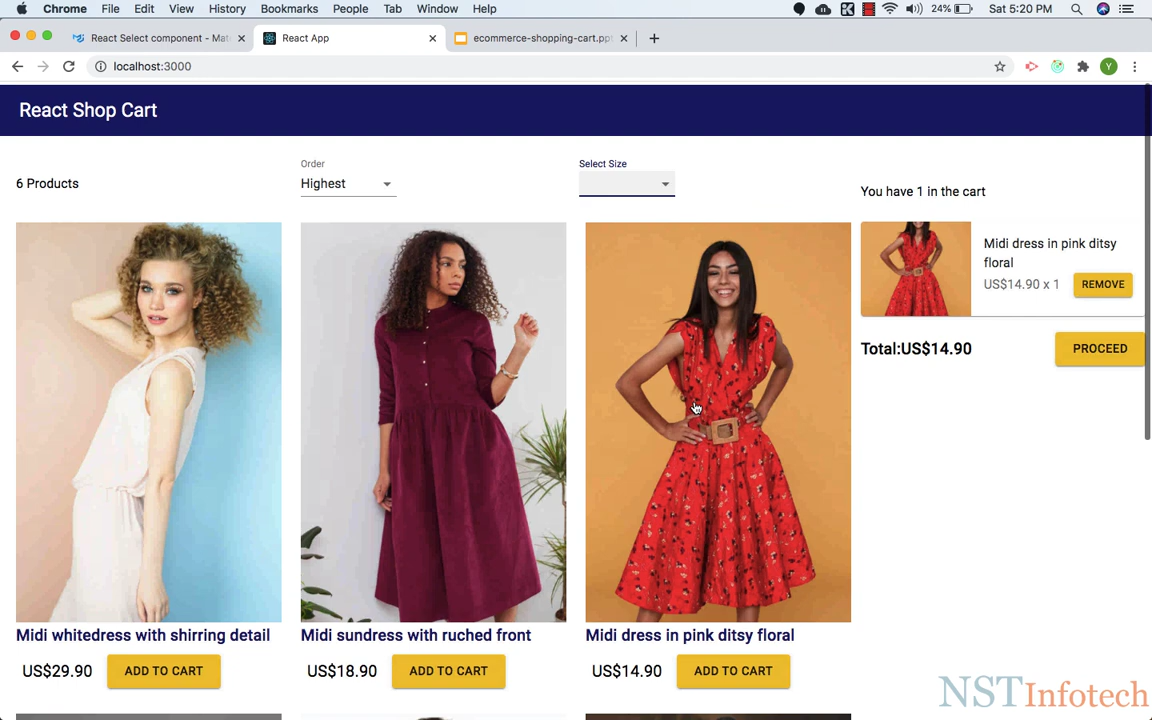 Chrome File Edit View History Bookmarks People Tab Window Help 24% Sat 5:20 PM
React Select component - Mat
React App
ecommerce-shopping-cart.pp
localhost:3000
Y
React Shop Cart
6 Products
Order
Highest
Select Size
You have 1 in the cart
Midi dress in pink ditsy
floral
US$14.90 x 1
REMOVE
Total:US$14.90
PROCEED
Midi whitedress with shirring detail
US$29.90
ADD TO CART
Midi sundress with ruched front
US$18.90
ADD TO CART
Midi dress in pink ditsy floral
US$14.90
ADD TO CART
NSTInfotech